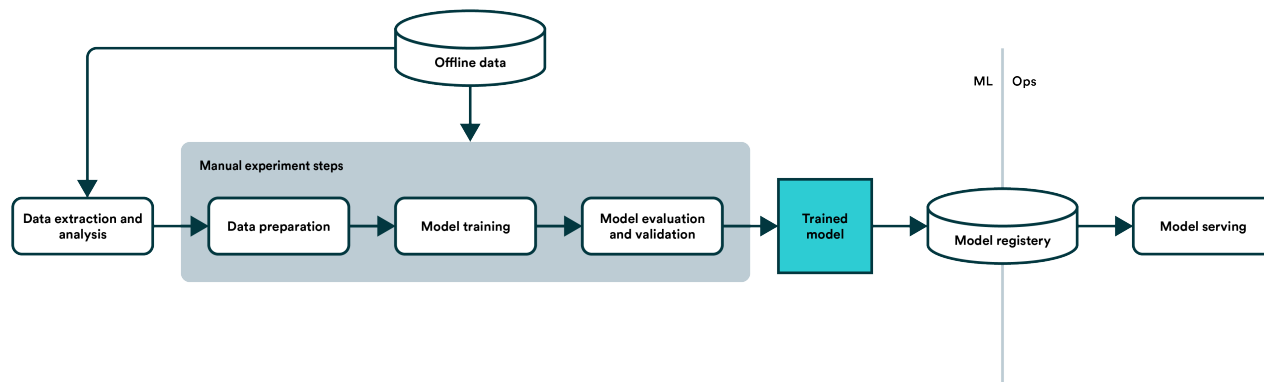 Offline data
ML
Ops
Manual experiment steps
Data extraction and
analysis
Data preparation
Model training
Model evaluation
and validation
Trained
model
Model registery
Model serving